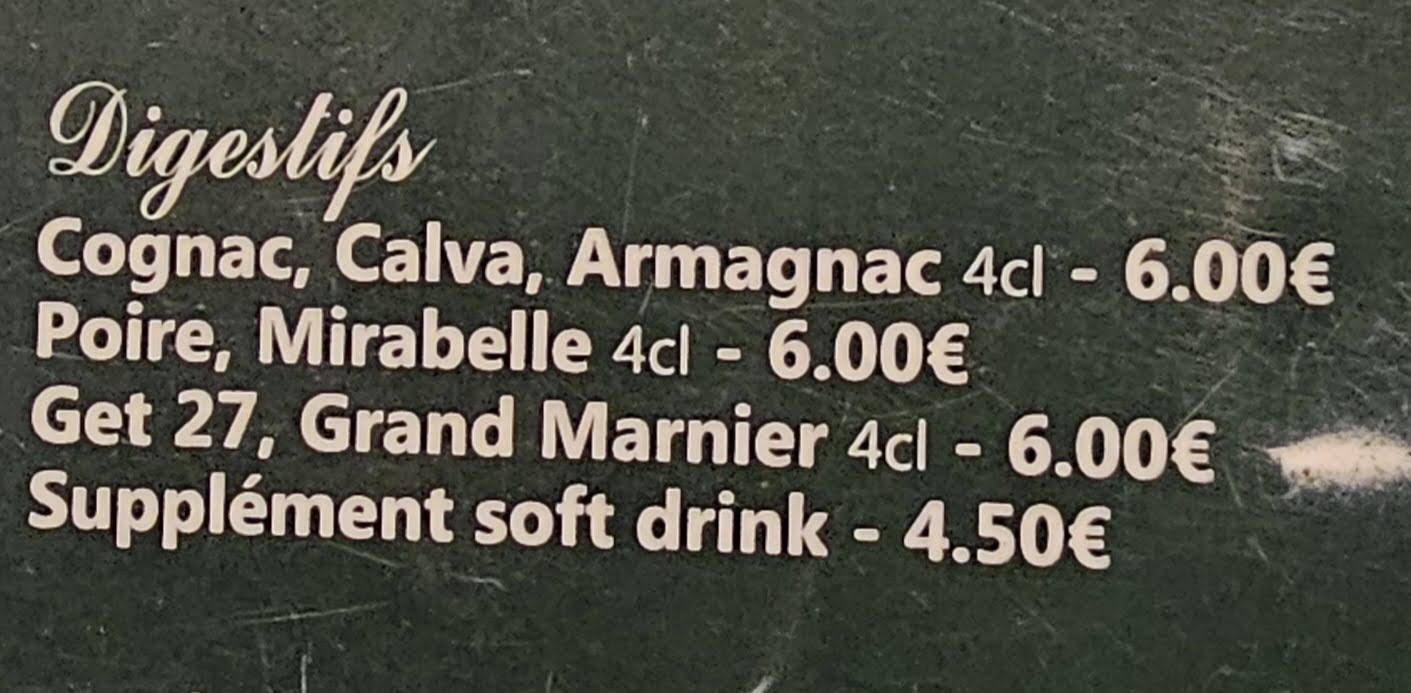 Digestifs
Cognac, Calva, Armagnac 4cl - 6.00€
Poire, Mirabelle 4cl - 6.00€
Get 27, Grand Marnier 4cl - 6.00€
Supplément soft drink - 4.50€